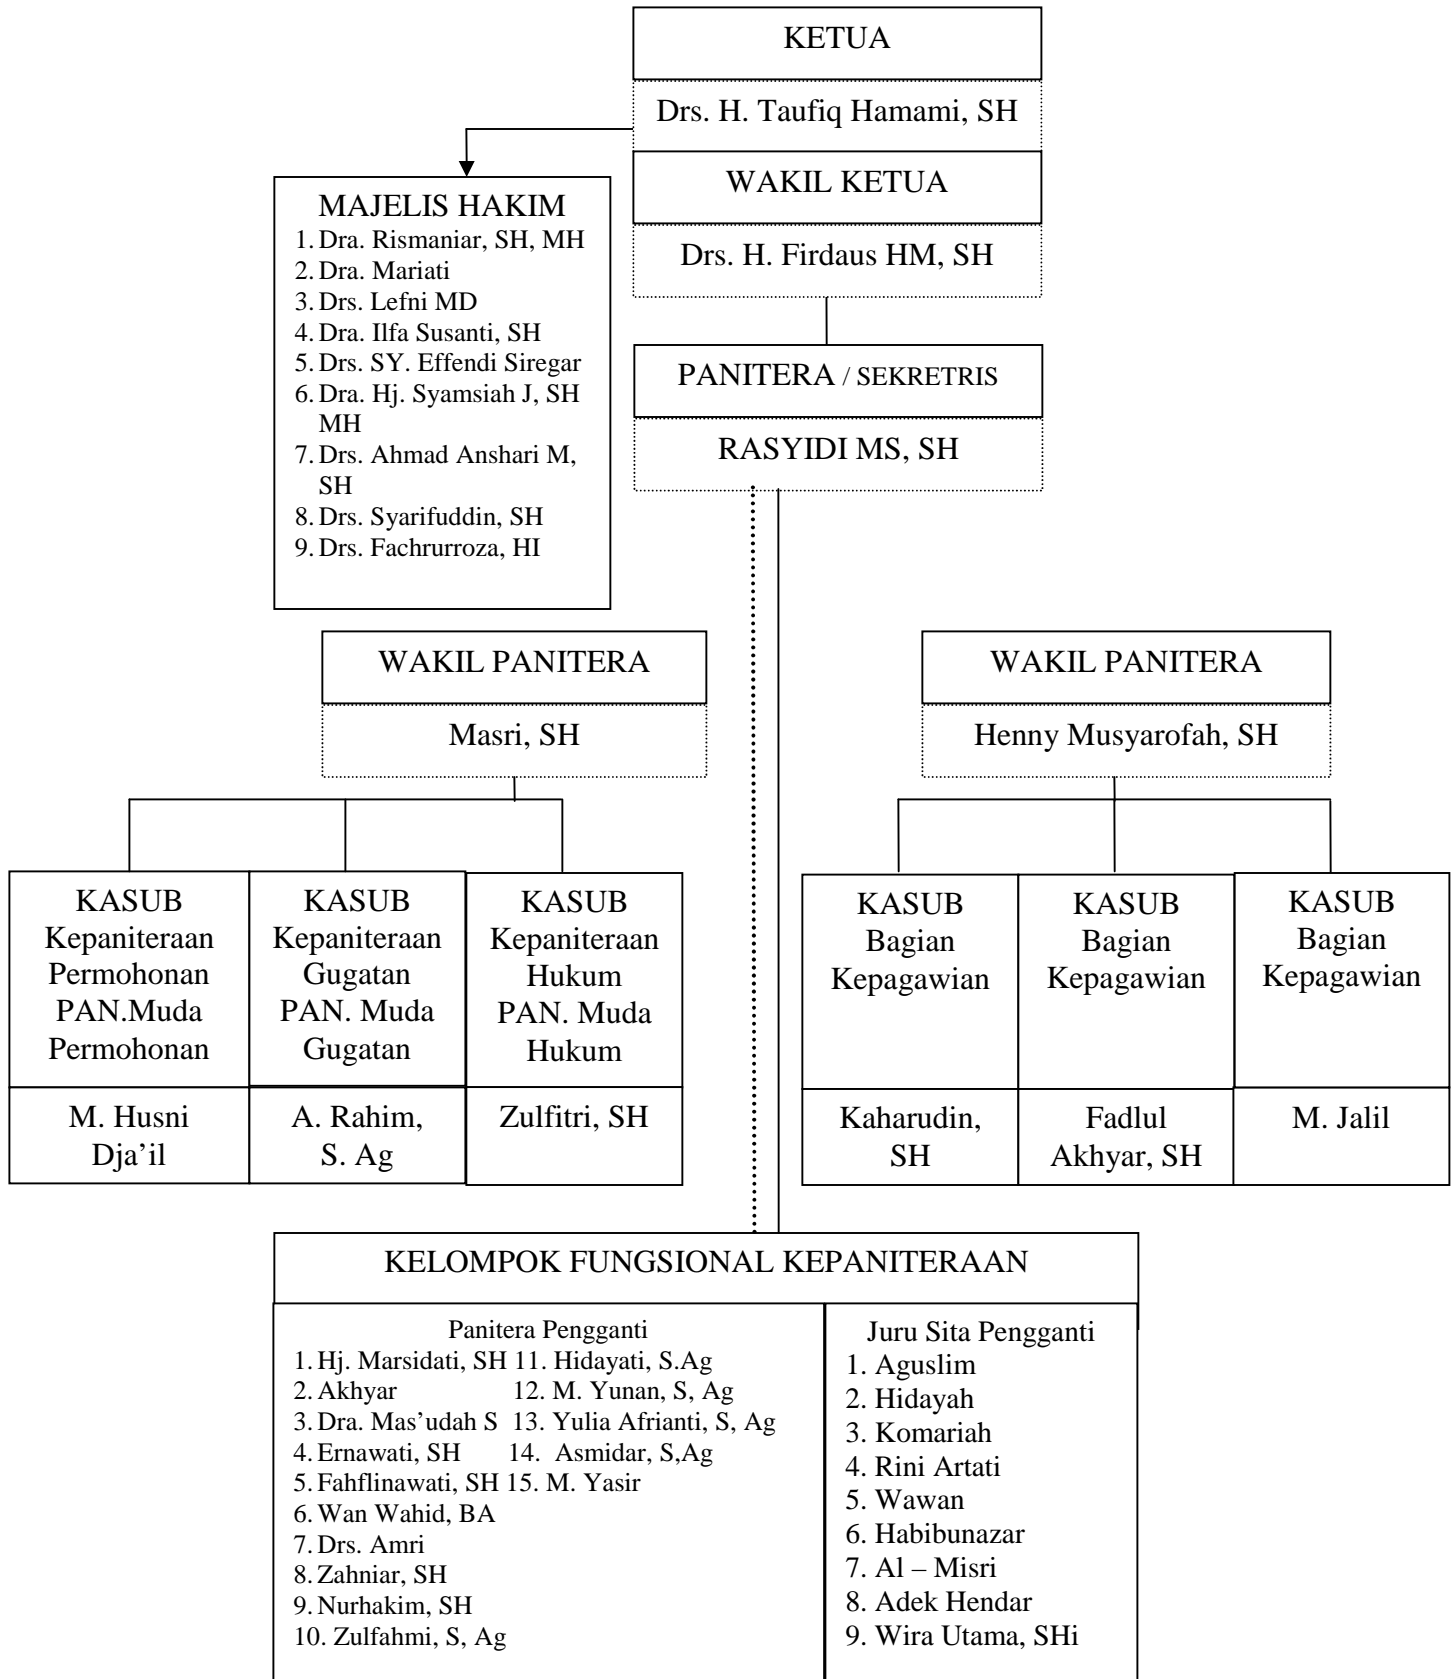 KETUA
Drs. H. Taufiq Hamami, SH
WAKIL KETUA
Drs. H. Firdaus HM, SH
MAJELIS HAKIM
1. Dra. Rismaniar, SH, MH
2. Dra. Mariati
3. Drs. Lefni MD
4. Dra. Ilfa Susanti, SH
5. Drs. SY. Effendi Siregar
6. Dra. Hj. Syamsiah J, SH
MH
7. Drs. Ahmad Anshari M,
SH
8. Drs. Syarifuddin, SH
9. Drs. Fachrurroza, HI
PANITERA / SEKRETRIS
RASYIDI MS, SH
WAKIL PANITERA
Masri, SH
WAKIL PANITERA
Henny Musyarofah, SH
KASUB
Kepaniteraan
Permohonan
PAN.Muda
Permohonan
M. Husni
Dja’il
KASUB
Kepaniteraan
Gugatan
PAN. Muda
Gugatan
A. Rahim,
S. Ag
KASUB
Kepaniteraan
Hukum
PAN. Muda
Hukum
Zulfitri, SH
KASUB
Bagian
Kepagawian
Kaharudin,
SH
KASUB
Bagian
Kepagawian
Fadlul
Akhyar, SH
KASUB
Bagian
Kepagawian
M. Jalil
KELOMPOK FUNGSIONAL KEPANITERAAN
Panitera Pengganti
1. Hj. Marsidati, SH 11. Hidayati, S.Ag
2. Akhyar 12. M. Yunan, S, Ag
3. Dra. Mas’udah S 13. Yulia Afrianti, S, Ag
4. Ernawati, SH 14. Asmidar, S,Ag
5. Fahflinawati, SH 15. M. Yasir
6. Wan Wahid, BA
7. Drs. Amri
8. Zahniar, SH
9. Nurhakim, SH
10. Zulfahmi, S, Ag
Juru Sita Pengganti
1. Aguslim
2. Hidayah
3. Komariah
4. Rini Artati
5. Wawan
6. Habibunazar
7. Al – Misri
8. Adek Hendar
9. Wira Utama, SHi